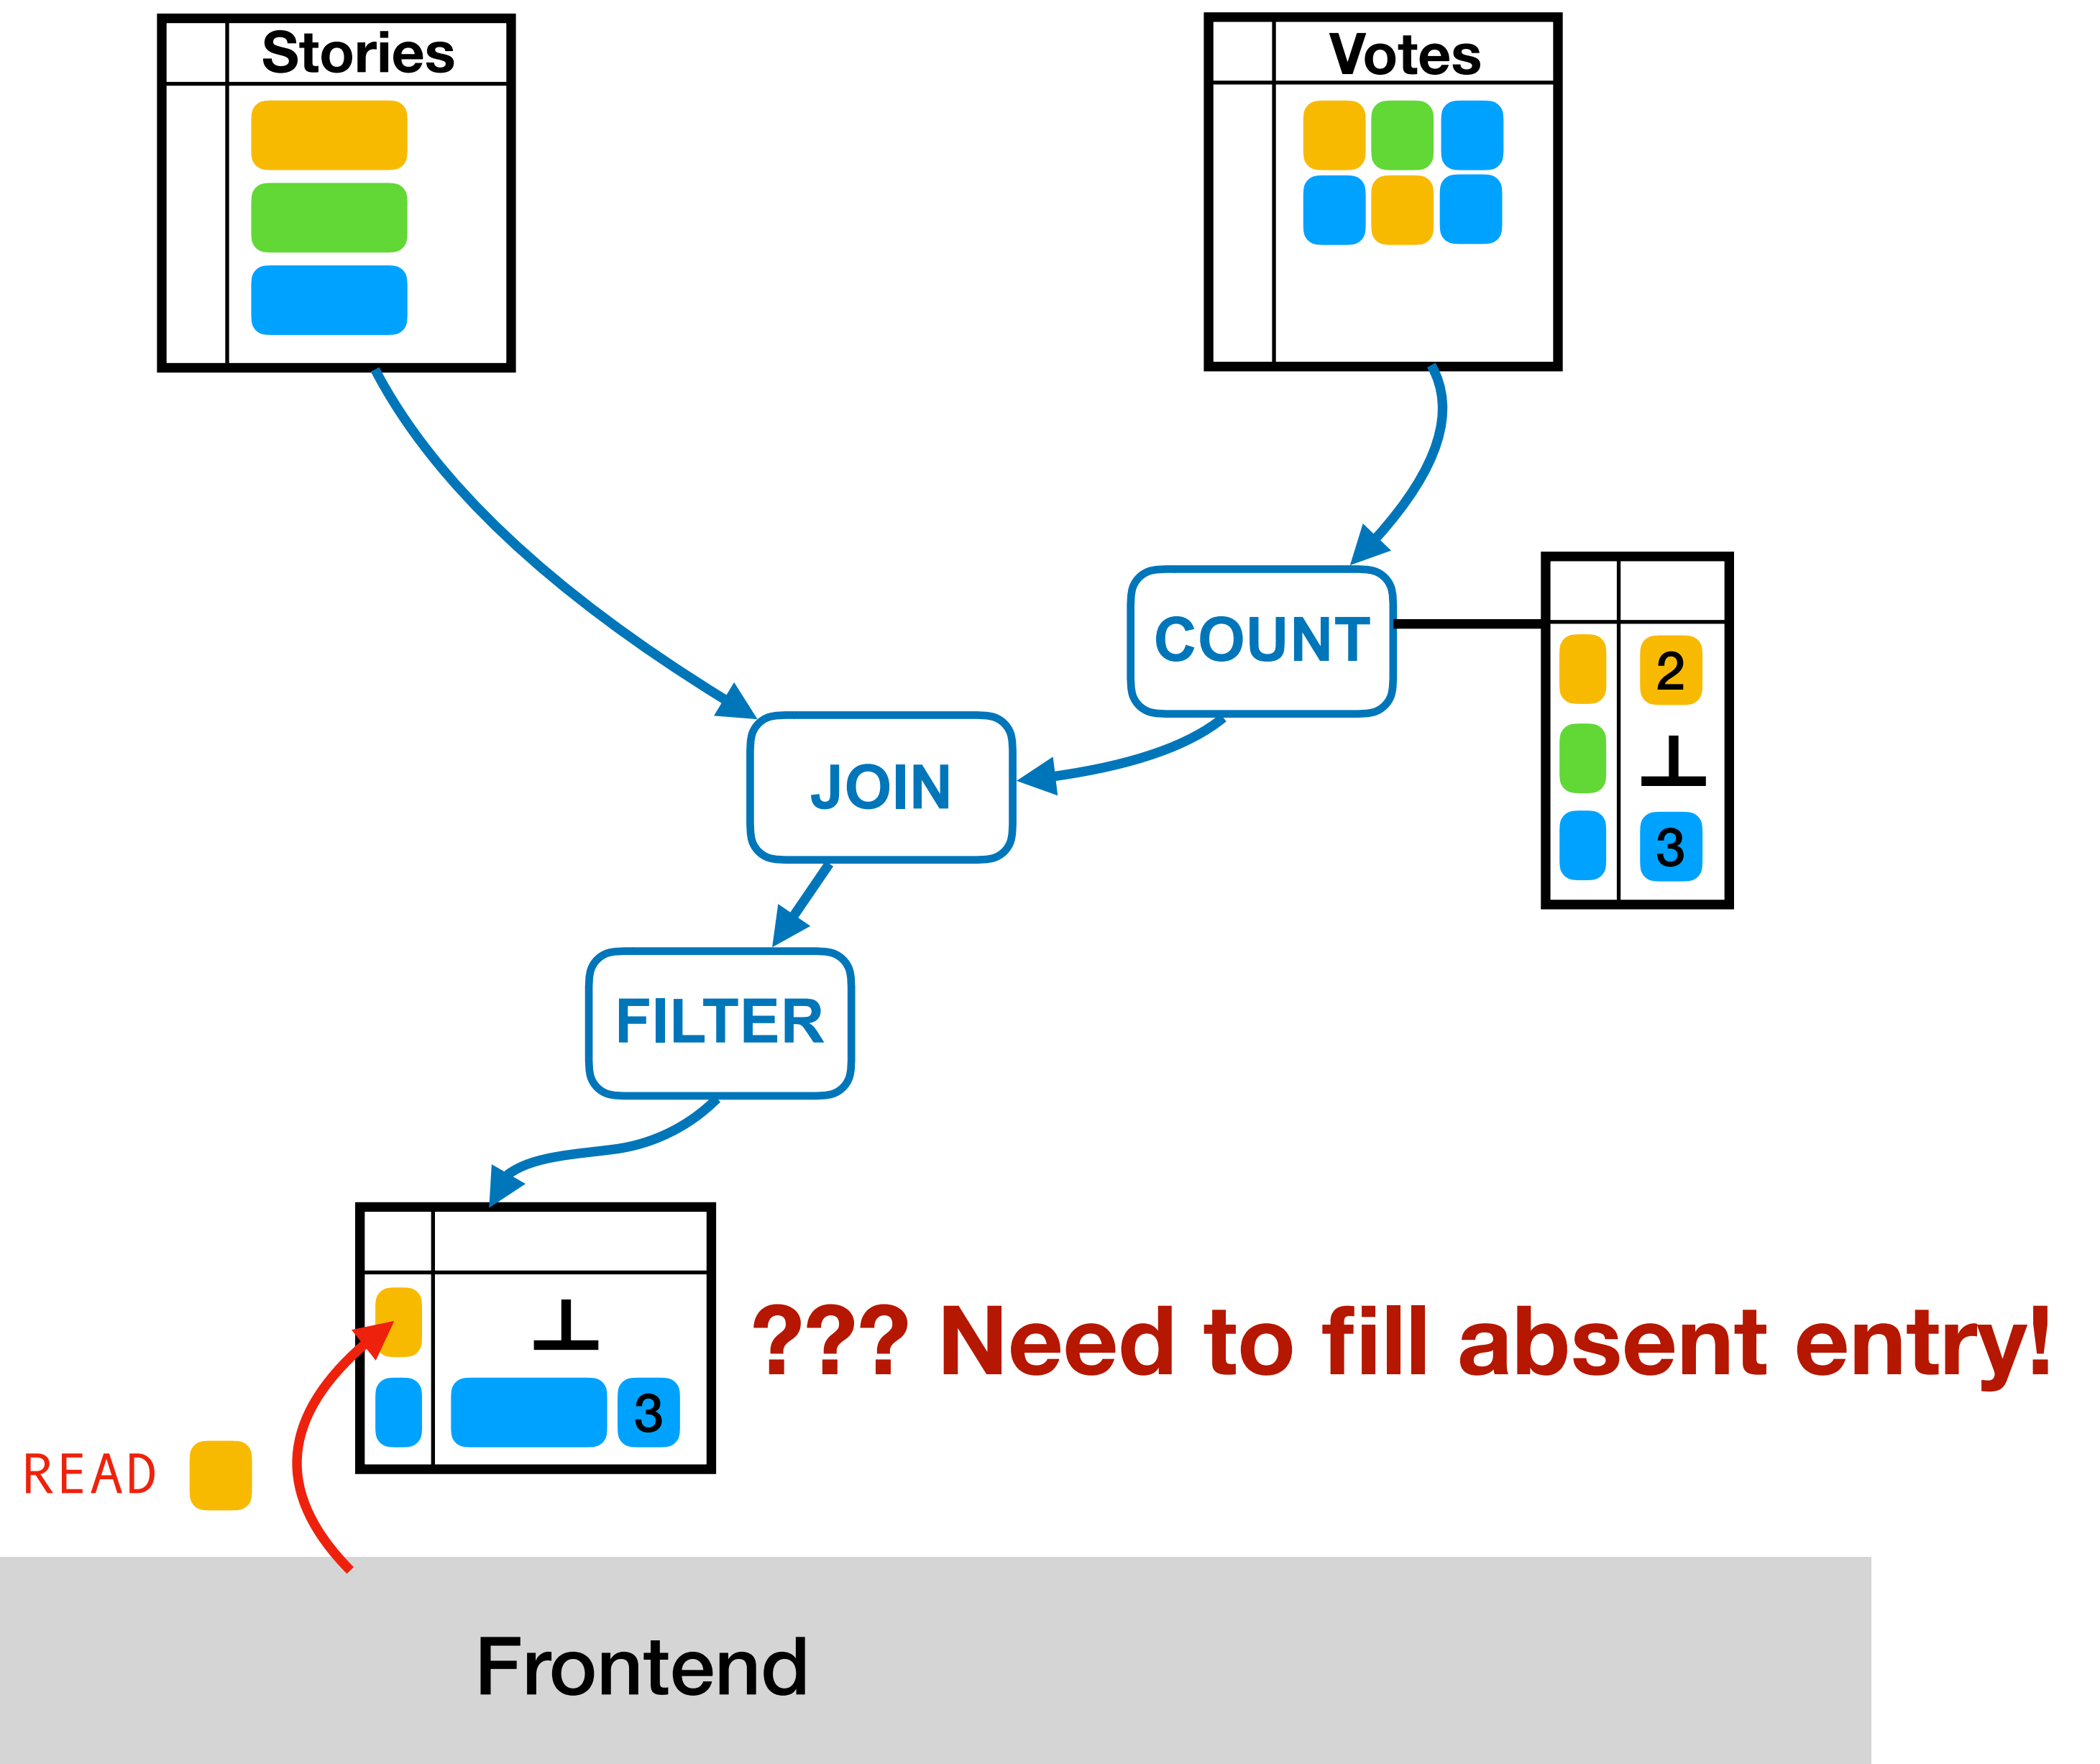 Stories
Votes
COUNT
2
⊥
3
JOIN
FILTER
⊥
??? Need to fill absent entry!
3
READ
Frontend